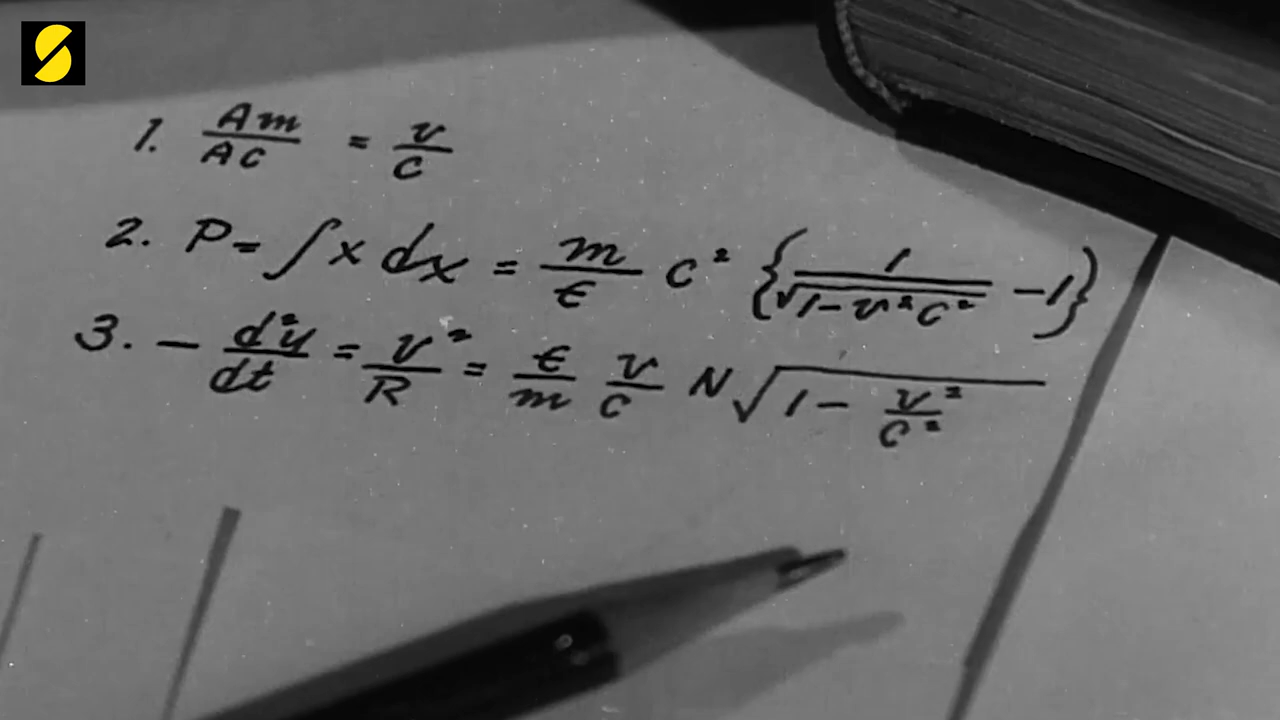 1. Am/Ac = v/c
2. P = ∫x dx = m/ϵ c² {1/√(1-v²c²) -1}
3. - d²y/dt = v²/R = ϵ/m v/c N√(1 - v²/c²)